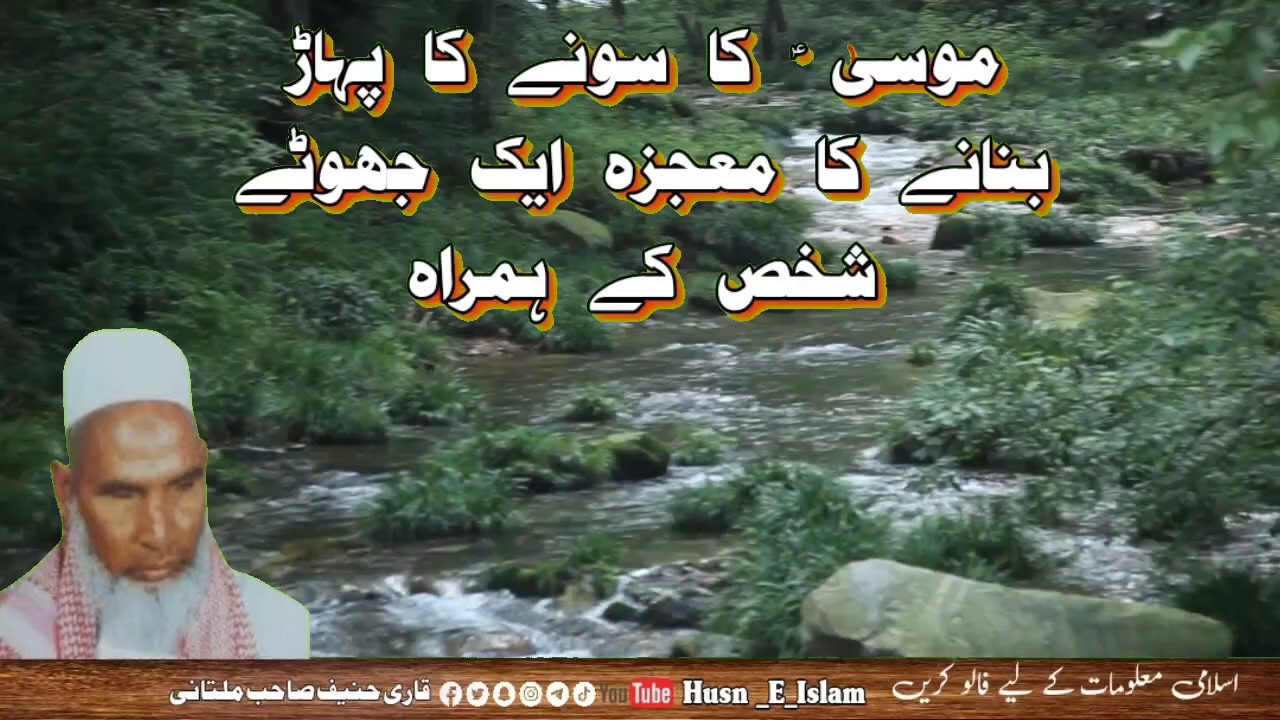 موسیٰ ؑ کا سونے کا پہاڑ
بنانے کا معجزہ ایک جھوٹے
شخص کے ہمراہ
اسلامی معلومات کے لیے فالو کریں Husn _E_Islam YouTube قاری حنیف صاحب ملتانی